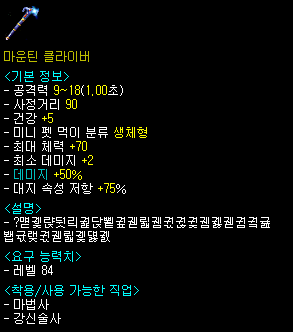 마운틴 클라이버
<기본 정보>
- 공격력 9~18(1.00초)
- 사정거리 90
- 건강 +5
- 미니 펫 먹이 분류 생체형
- 최대 체력 +70
- 최소 데미지 +2
- 데미지 +50%
- 대지 속성 저항 +75%
<설명>
<요구 능력치>
- 레벨 84
<착용/사용 가능한 직업>
- 마법사
- 강신술사